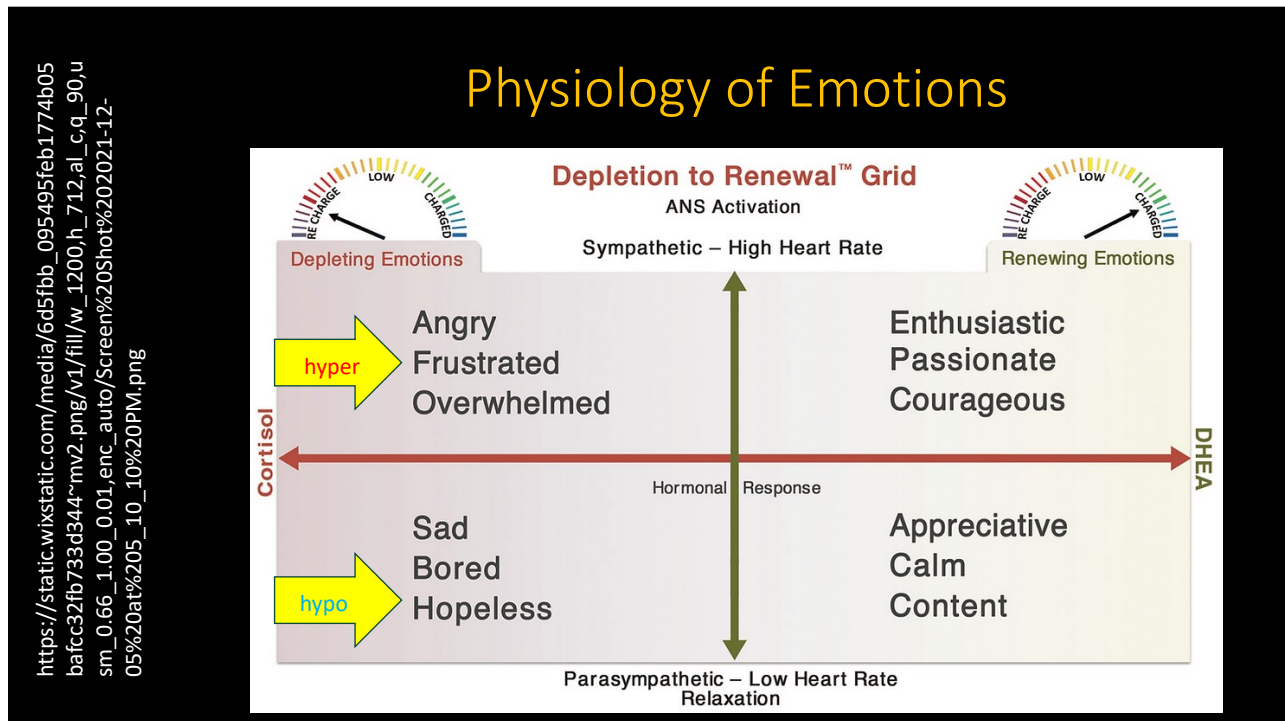 https://static.wixstatic.com/media/6d5fbb_095495feb1774b05
bafcc32fb733d344~mv2.png/v1/fill/w_1200,h_712,al_c,q_90,u
sm_0.66_1.00_0.01,enc_auto/Screen%20Shot%202021-12-
05%20at%205_10_10%20PM.png
Physiology of Emotions
RE CHARGE
LOW
CHARGED
Depletion to Renewal™ Grid
ANS Activation
Sympathetic – High Heart Rate
RE CHARGE
LOW
CHARGED
Depleting Emotions
Renewing Emotions
hyper
Angry
Frustrated
Overwhelmed
Enthusiastic
Passionate
Courageous
Cortisol
Hormonal Response
DHEA
hypo
Sad
Bored
Hopeless
Appreciative
Calm
Content
Parasympathetic – Low Heart Rate
Relaxation